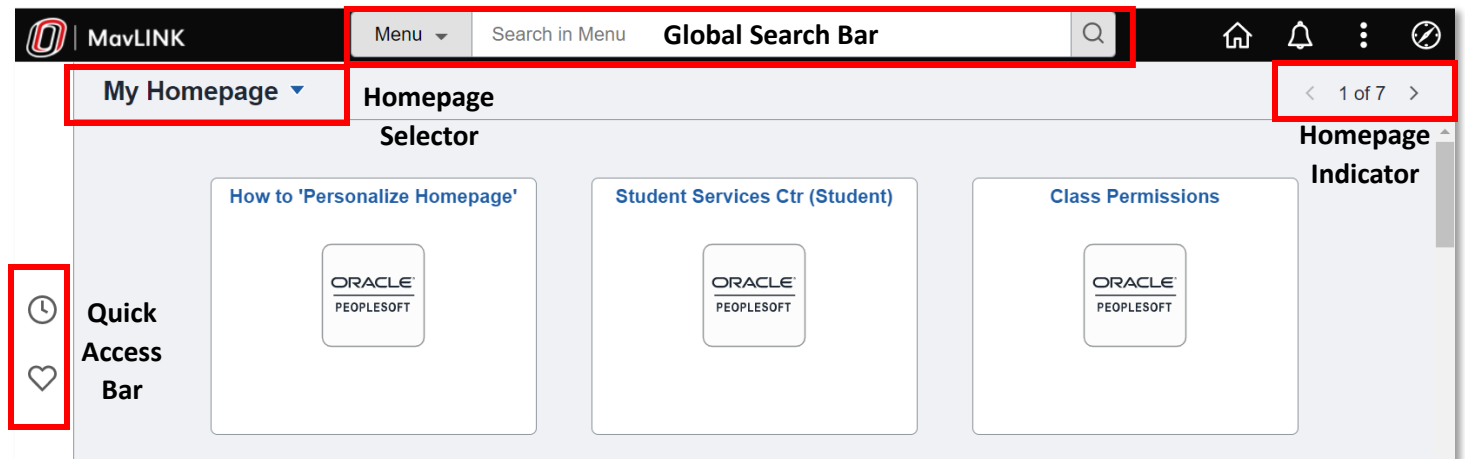 MavLINK
Menu
Search in Menu
Global Search Bar
My Homepage
Homepage
Selector
1 of 7
Homepage
Indicator
How to 'Personalize Homepage'
Student Services Ctr (Student)
Class Permissions
ORACLE
PEOPLESOFT
ORACLE
PEOPLESOFT
ORACLE
PEOPLESOFT
Quick
Access
Bar